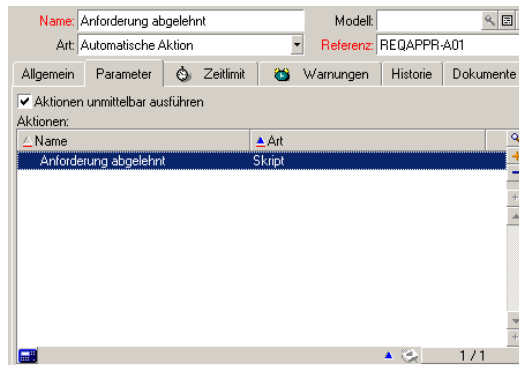 Name: Anforderung abgelehnt Modell:
Art: Automatische Aktion Referenz: REQAPPR-A01
Allgemein Parameter Zeitlimit Warnungen Historie Dokumente
Aktionen unmittelbar ausführen
Aktionen:
Name Art
Anforderung abgelehnt Skript
1 / 1